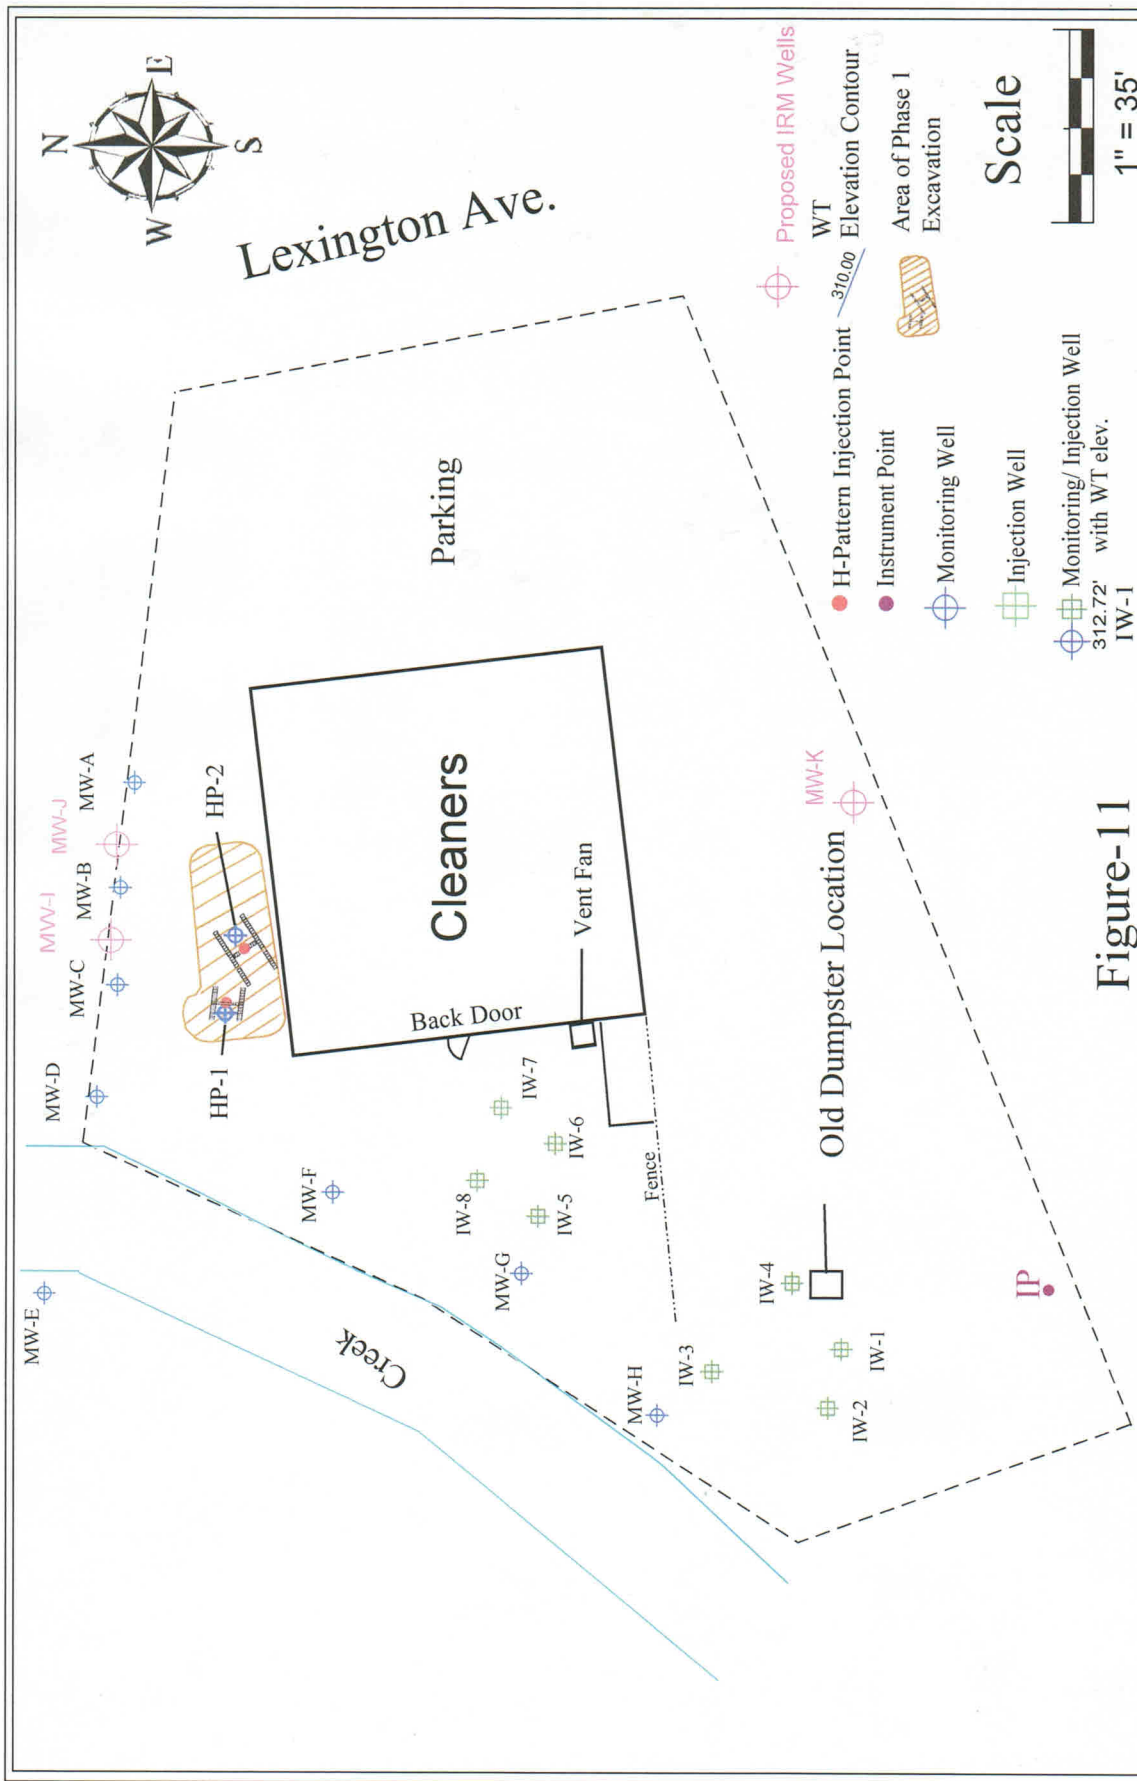 N
E
W
S
Lexington Ave.
MW-E
MW-D
MW-C
MW-I
MW-B
MW-J
MW-A
HP-1
HP-2
MW-F
Creek
Cleaners
Parking
Back Door
Vent Fan
IW-7
IW-6
IW-8
IW-5
MW-G
Fence
MW-H
IW-3
IW-4
IW-1
IW-2
Old Dumpster Location
MW-K
IP
H-Pattern Injection Point
Instrument Point
Monitoring Well
Injection Well
Monitoring/ Injection Well
with WT elev.
312.72'
IW-1
Proposed IRM Wells
310.00
WT
Elevation Contour
Area of Phase 1
Excavation
Scale
1" = 35'
Figure-11